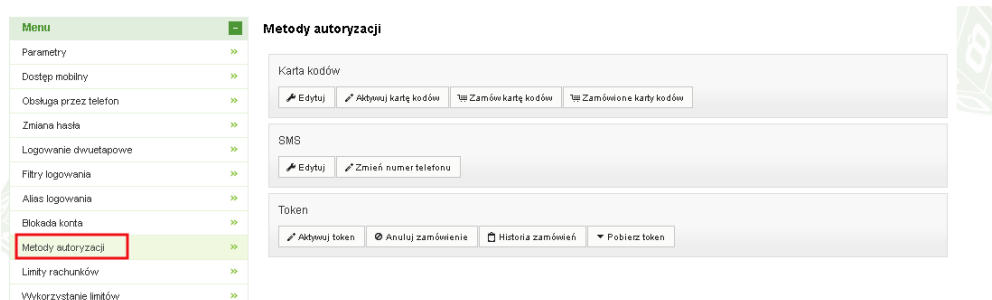 Menu
Parametry
Dostęp mobilny
Obsługa przez telefon
Zmiana hasła
Logowanie dwuetapowe
Filtry logowania
Alias logowania
Blokada konta
Metody autoryzacji
Limity rachunków
Wykorzystanie limitów
Metody autoryzacji
Karta kodów
Edytuj Aktywuj kartę kodów Zamów kartę kodów Zamówione karty kodów
SMS
Edytuj Zmień numer telefonu
Token
Aktywuj token Anuluj zamówienie Historia zamówień Pobierz token